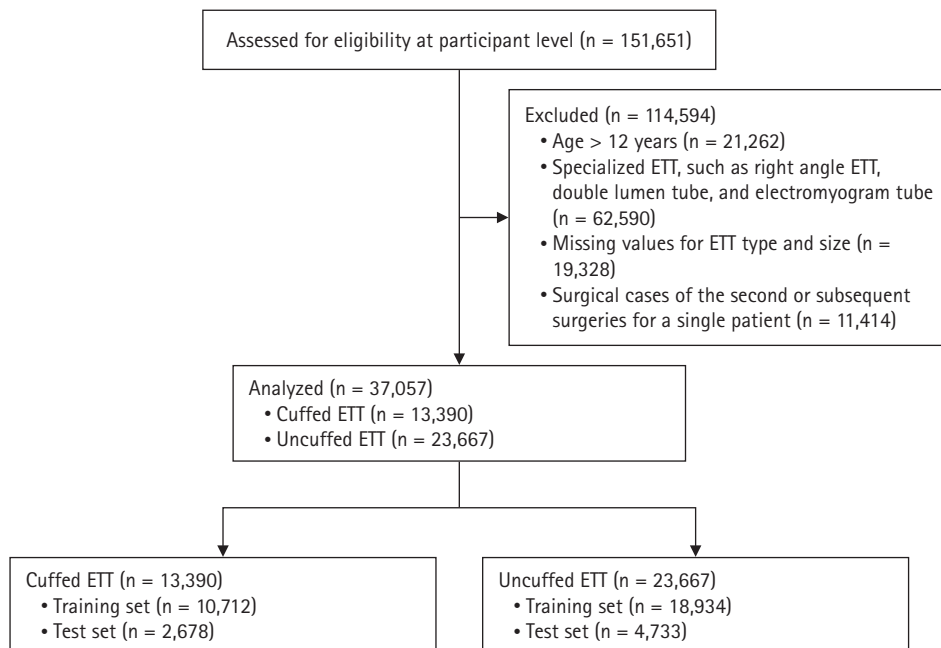 Assessed for eligibility at participant level (n = 151,651)
Excluded (n = 114,594)
• Age > 12 years (n = 21,262)
• Specialized ETT, such as right angle ETT,
double lumen tube, and electromyogram tube
(n = 62,590)
• Missing values for ETT type and size (n =
19,328)
• Surgical cases of the second or subsequent
surgeries for a single patient (n = 11,414)
Analyzed (n = 37,057)
• Cuffed ETT (n = 13,390)
• Uncuffed ETT (n = 23,667)
Cuffed ETT (n = 13,390)
• Training set (n = 10,712)
• Test set (n = 2,678)
Uncuffed ETT (n = 23,667)
• Training set (n = 18,934)
• Test set (n = 4,733)